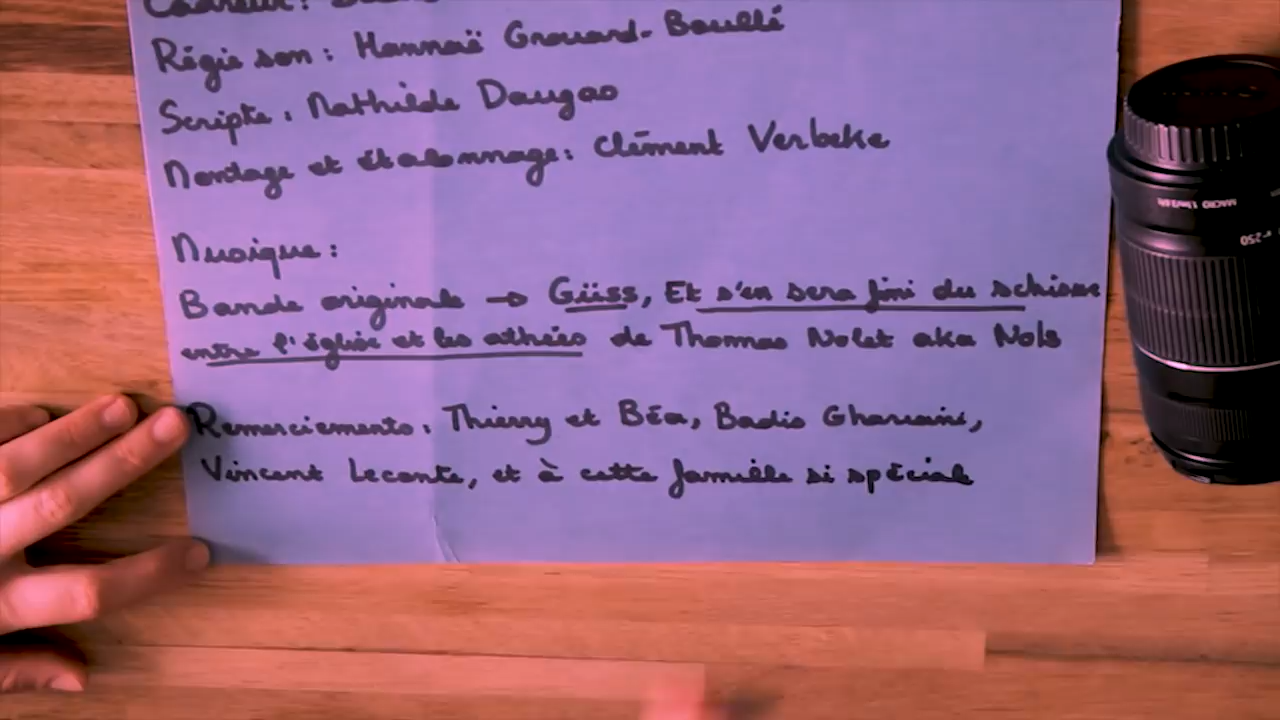 Cadreur :
Régie son : Hannaë Grouard-Boullé
Scripte : Mathilde Daugas
Montage et étalonnage : Clément Verbeke
Musique :
Bande originale → Güss, Et s'en sera fini du schisme
entre l'église et les athées de Thomas Nolet aka Nols
Remerciements : Thierry et Béa, Badis
Vincent Leconte, et à cette famille si spéciale
MACRO